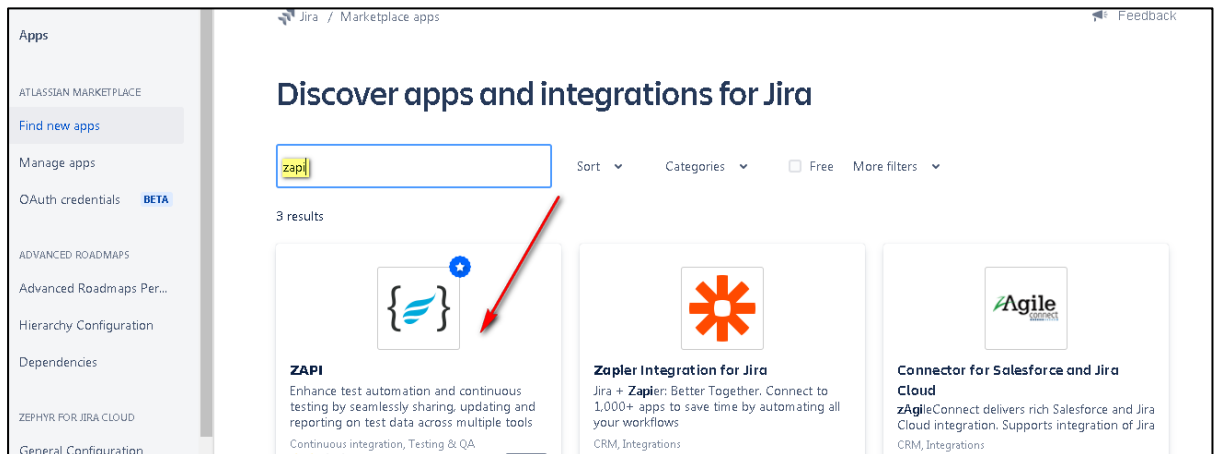 Jira / Marketplace apps
Feedback
Apps
ATLASSIAN MARKETPLACE
Find new apps
Manage apps
OAuth credentials BETA
ADVANCED ROADMAPS
Advanced Roadmaps Per...
Hierarchy Configuration
Dependencies
ZEPHYR FOR JIRA CLOUD
General Configuration
Discover apps and integrations for Jira
zapi
Sort
Categories
Free
More filters
3 results
ZAPI
Enhance test automation and continuous
testing by seamlessly sharing, updating and
reporting on test data across multiple tools
Continuous integration, Testing & QA
Zapier Integration for Jira
Jira + Zapier: Better Together. Connect to
1,000+ apps to save time by automating all
your workflows
CRM, Integrations
zAgile
connect
Connector for Salesforce and Jira
Cloud
zAgileConnect delivers rich Salesforce and Jira
Cloud integration. Supports integration of Jira
CRM, Integrations